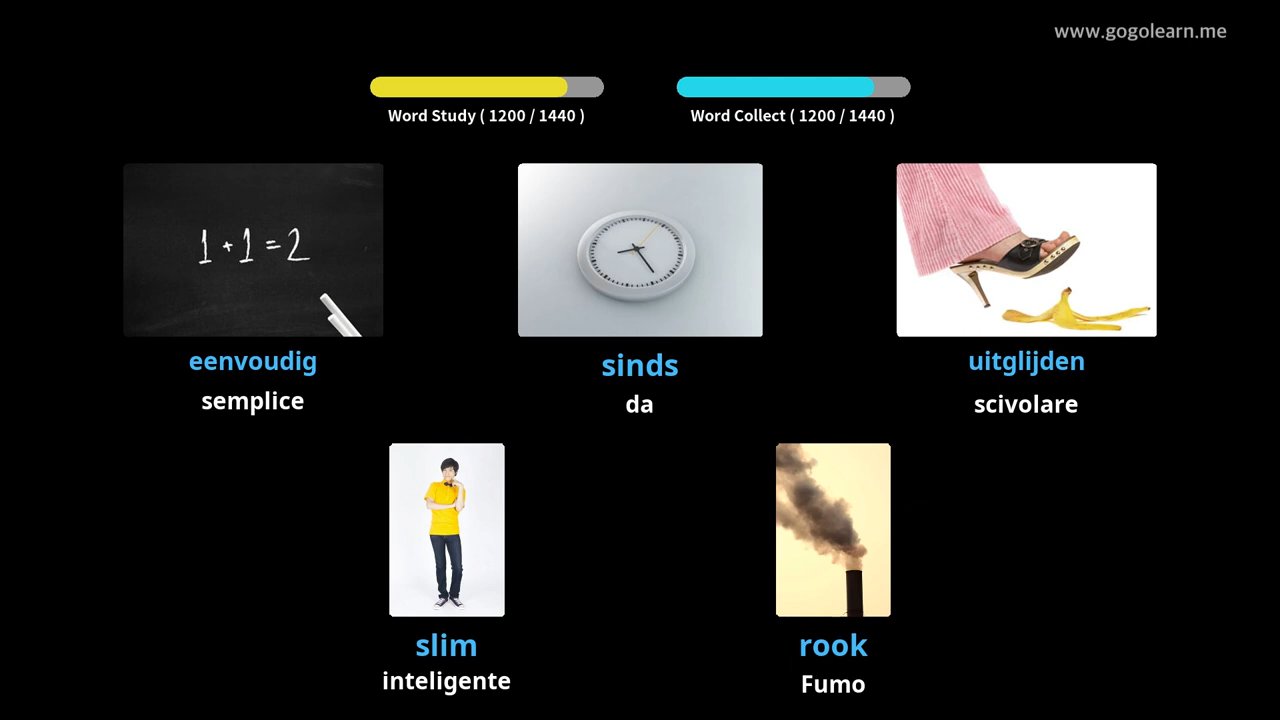 www.gogolearn.me
Word Study ( 1200 / 1440 )
Word Collect ( 1200 / 1440 )
1 + 1 = 2
eenvoudig
semplice
sinds
da
uitglijden
scivolare
slim
inteligente
rook
Fumo